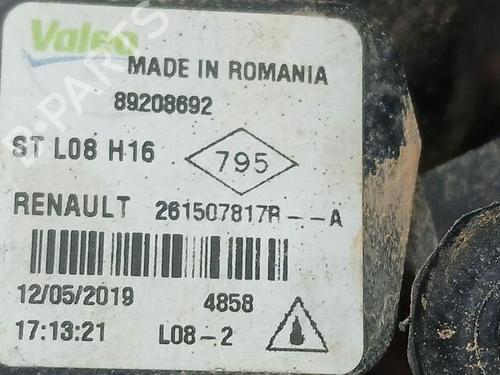 Valeo
MADE IN ROMANIA
89208692
ST L08 H16
795
RENAULT 261507817R--A
12/05/2019 4858
17:13:21 L08-2